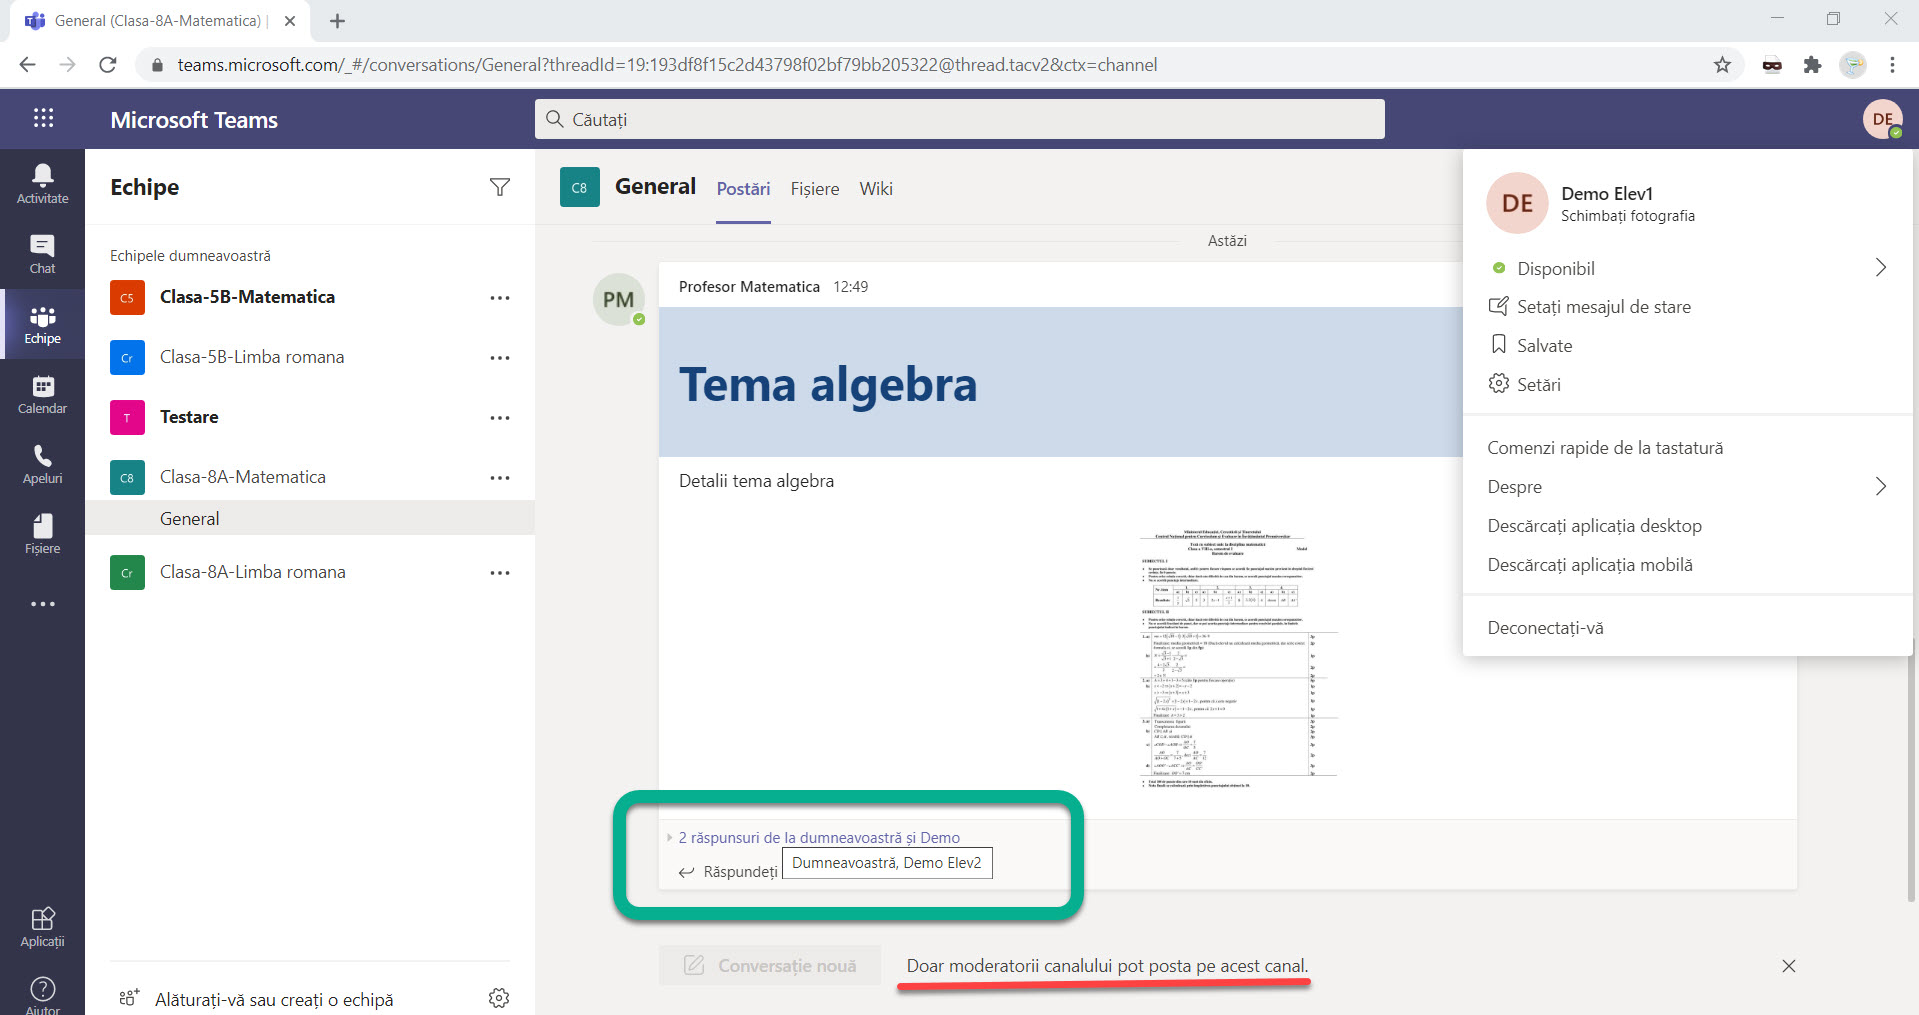 General (Clasa-8A-Matematica) |
teams.microsoft.com/_#/conversations/General?threadId=19:193df8f15c2d43798f02bf79bb205322@thread.tacv2&ctx=channel
Microsoft Teams
Căutați
DE
Activitate
Chat
Echipe
Calendar
Apeluri
Fișiere
Aplicații
Ajutor
Echipe
Echipele dumneavoastră
C5 Clasa-5B-Matematica
Cr Clasa-5B-Limba romana
T Testare
C8 Clasa-8A-Matematica
General
Cr Clasa-8A-Limba romana
Alăturați-vă sau creați o echipă
C8 General Postări Fișiere Wiki
Astăzi
PM
Profesor Matematica 12:49
Tema algebra
Detalii tema algebra
2 răspunsuri de la dumneavoastră și Demo
Răspundeți
Dumneavoastră, Demo Elev2
Conversație nouă
Doar moderatorii canalului pot posta pe acest canal.
DE
Demo Elev1
Schimbați fotografia
Disponibil
Setați mesajul de stare
Salvate
Setări
Comenzi rapide de la tastatură
Despre
Descărcați aplicația desktop
Descărcați aplicația mobilă
Deconectați-vă